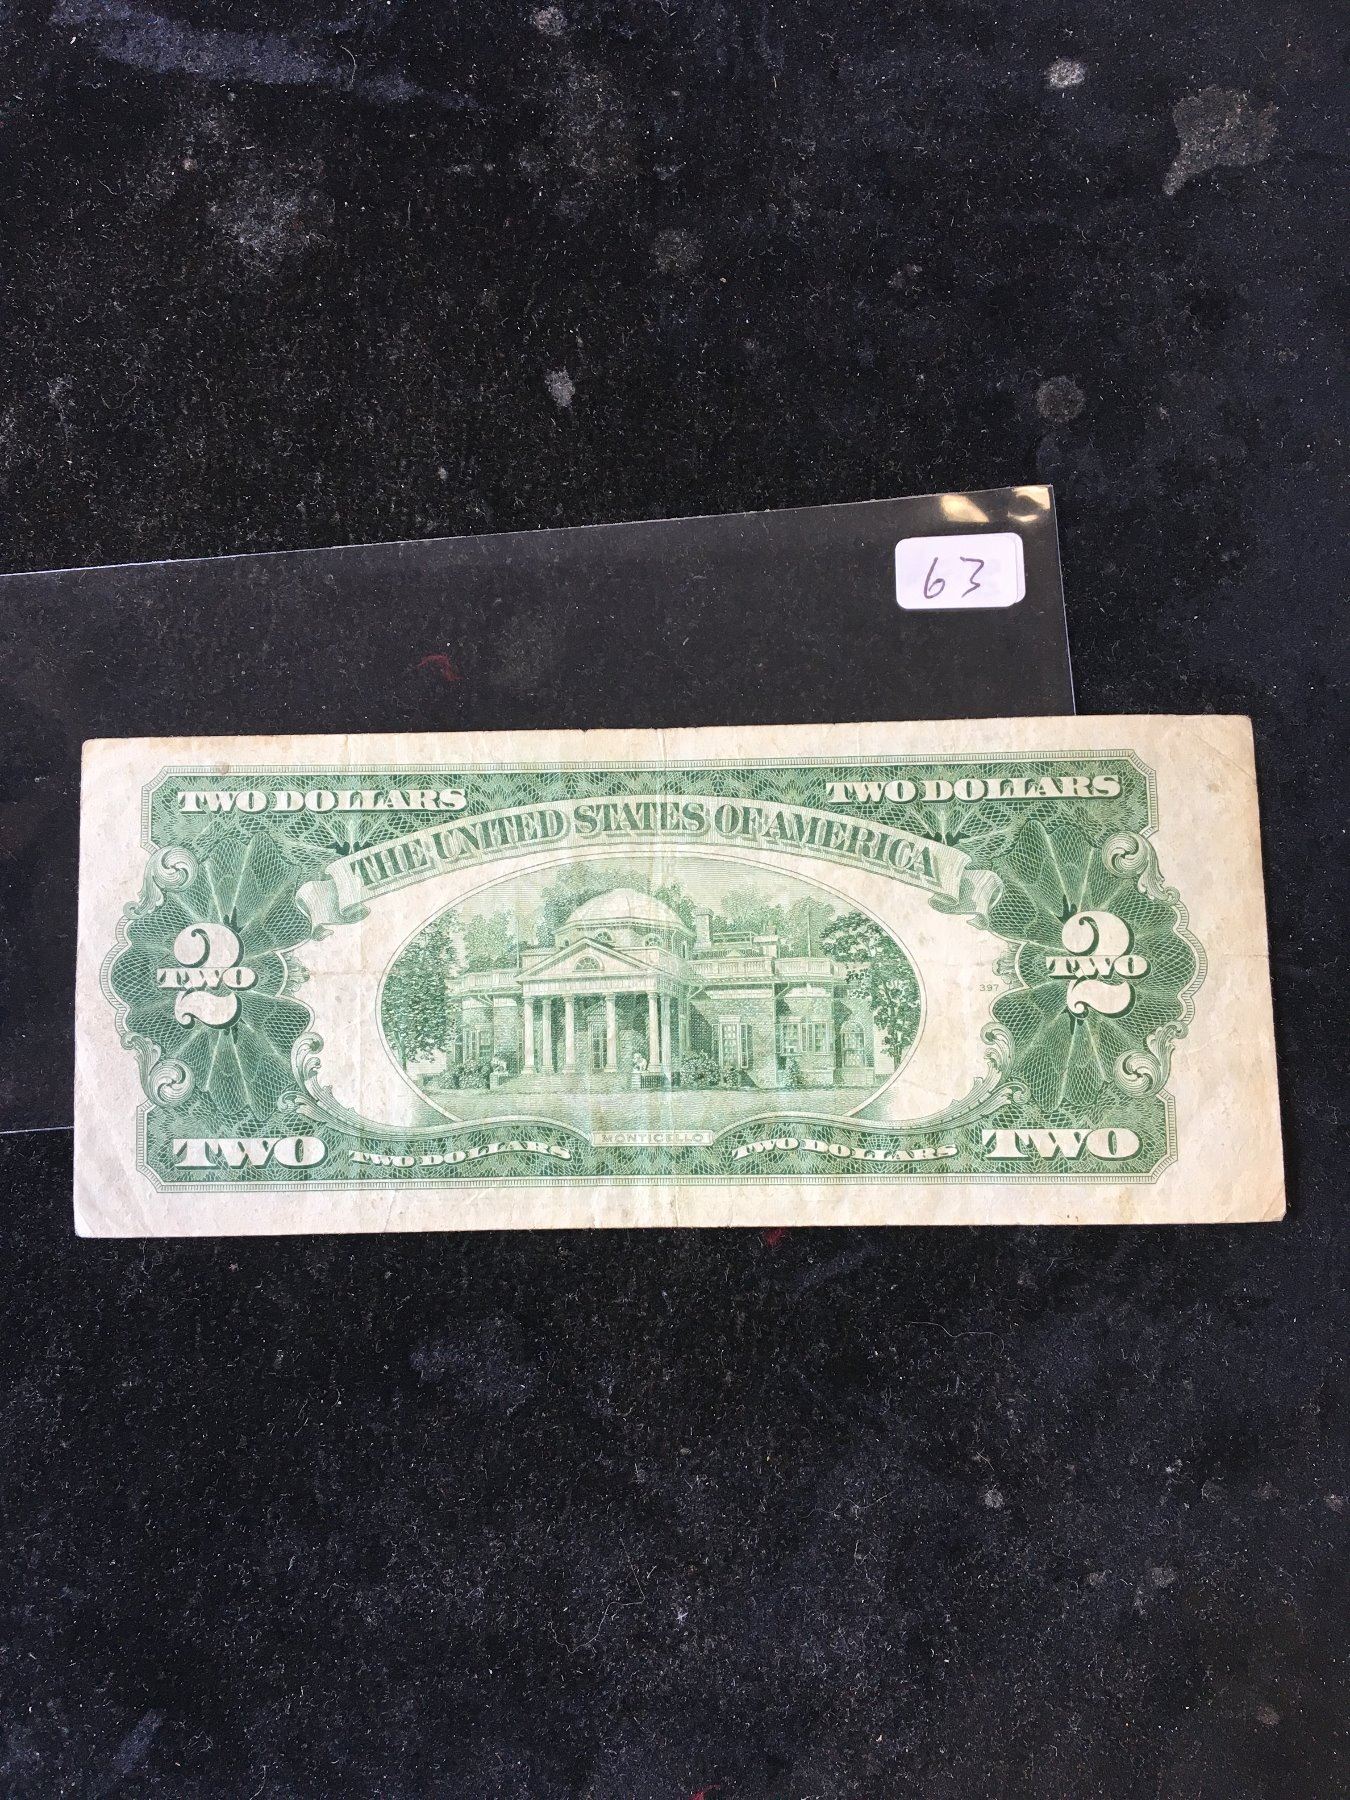 63
TWO DOLLARS TWO DOLLARS
THE UNITED STATES OF AMERICA
2 2
TWO TWO
397
TWO TWO DOLLARS MONTICELLO TWO DOLLARS TWO